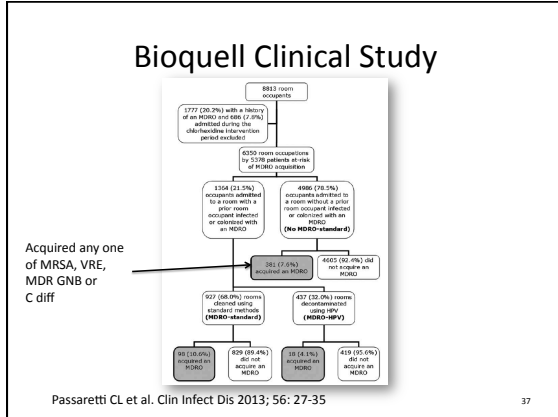 Bioquell Clinical Study
8813 room
occupants
1777 (20.2%) with a history
of an MDRO and 686 (7.8%)
admitted during the
chlorhexidine intervention
period excluded
6350 room occupations
by 5378 patients at-risk
of MDRO acquisition
1364 (21.5%)
occupants admitted
to a room with a
prior room
occupant infected
or colonized with
an MDRO
4986 (78.5%)
occupants admitted
to a room without a prior
room occupant infected
or colonized with an
MDRO
(No MDRO-standard)
Acquired any one
of MRSA, VRE,
MDR GNB or
C diff
381 (7.6%)
acquired an MDRO
4605 (92.4%) did
not acquire an
MDRO
927 (68.0%) rooms
cleaned using
standard methods
(MDRO-standard)
437 (32.0%) rooms
decontaminated
using HPV
(MDRO-HPV)
98 (10.6%)
acquired an
MDRO
829 (89.4%)
did not
acquire an
MDRO
18 (4.1%)
acquired an
MDRO
419 (95.6%)
did not
acquire an
MDRO
Passaretti CL et al. Clin Infect Dis 2013; 56: 27-35
37